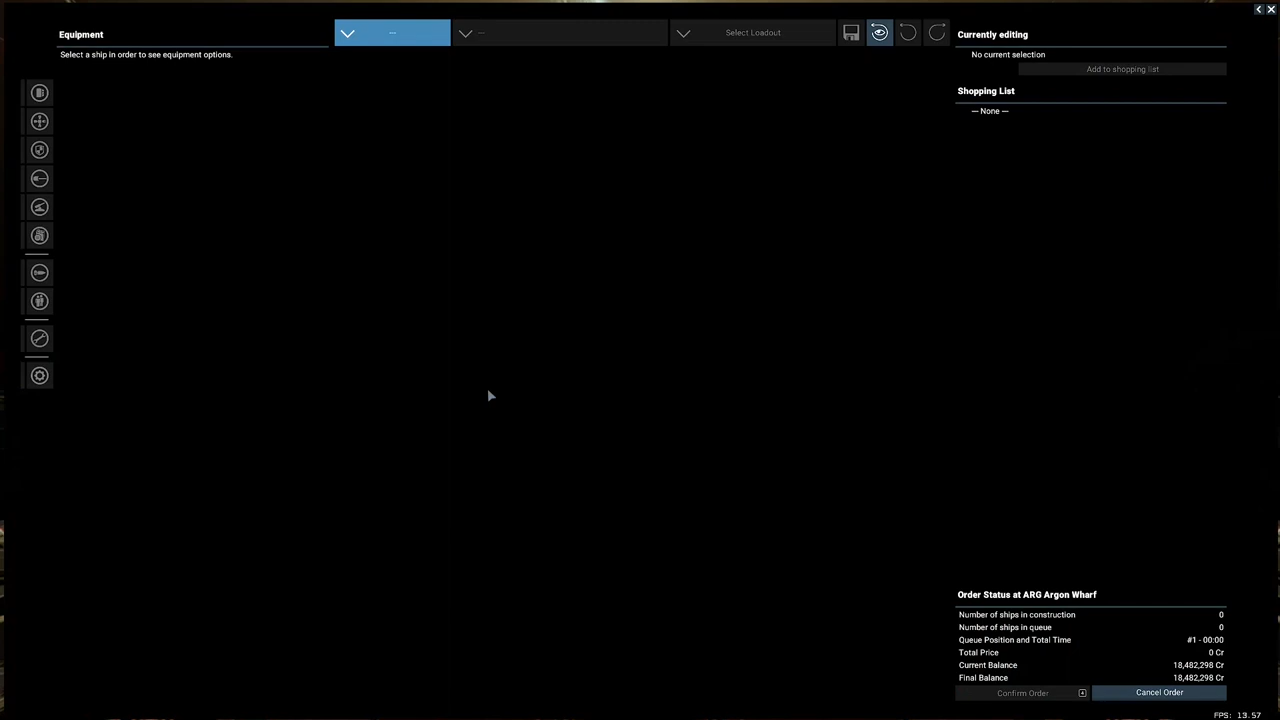 Equipment
Select a ship in order to see equipment options.
--
--
Select Loadout
Currently editing
No current selection
Add to shopping list
Shopping List
--- None ---
Order Status at ARG Argon Wharf
Number of ships in construction 0
Number of ships in queue 0
Queue Position and Total Time #1 - 00:00
Total Price 0 Cr
Current Balance 18,482,298 Cr
Final Balance 18,482,298 Cr
Confirm Order
Cancel Order
FPS: 13.57